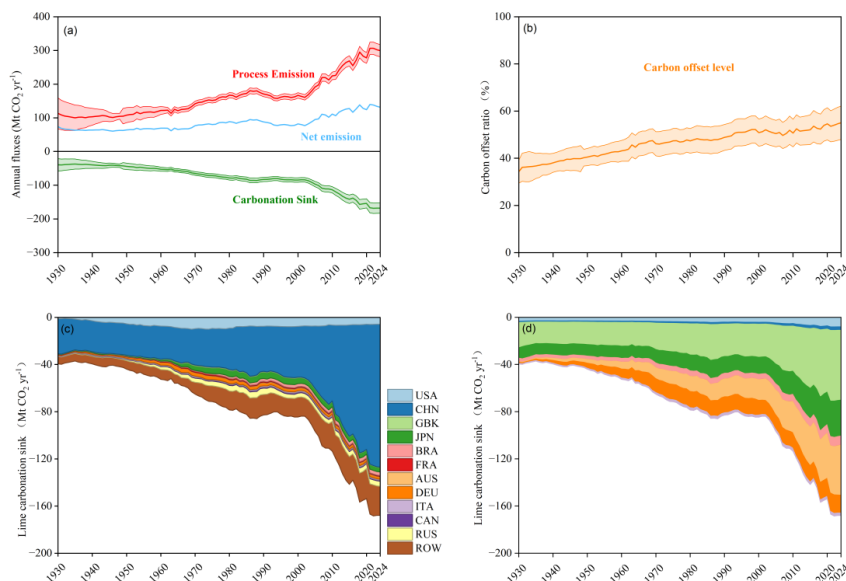 (a)
400
300
200
100
0
−100
−200
−300
Annual fluxes (Mt CO2 yr-1)
Process Emission
Net emission
Carbonation Sink
1930
1940
1950
1960
1970
1980
1990
2000
2010
2020
2024
(b)
100
80
60
40
20
0
Carbon offset ratio (%)
Carbon offset level
1930
1940
1950
1960
1970
1980
1990
2000
2010
2020
2024
(c)
0
−40
−80
−120
−160
−200
Lime carbonation sink (Mt CO2 yr-1)
1930
1940
1950
1960
1970
1980
1990
2000
2010
2020
2024
USA
CHN
GBK
JPN
BRA
FRA
AUS
DEU
ITA
CAN
RUS
ROW
(d)
0
−40
−80
−120
−160
−200
Lime carbonation sink (Mt CO2 yr-1)
1930
1940
1950
1960
1970
1980
1990
2000
2010
2020
2024